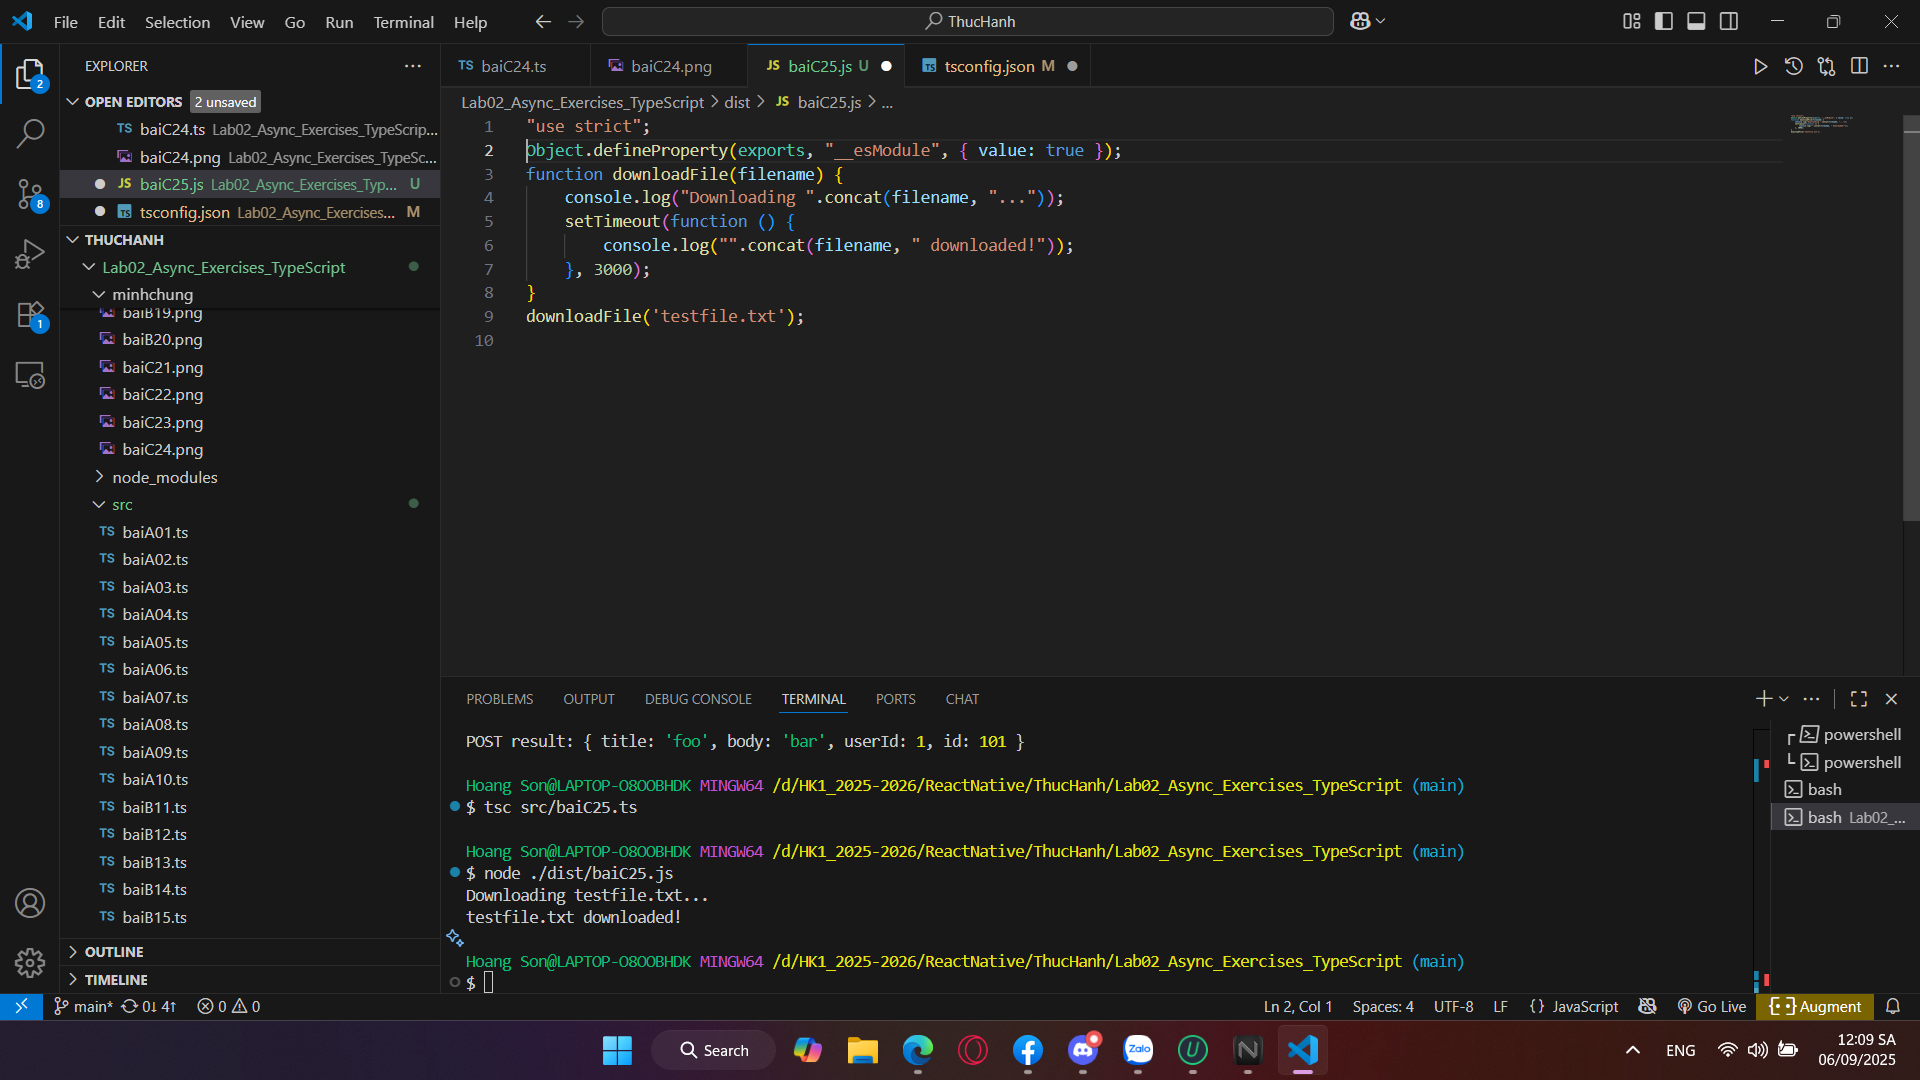 File Edit Selection View Go Run Terminal Help
ThucHanh
EXPLORER
OPEN EDITORS 2 unsaved
TS baiC24.ts Lab02_Async_Exercises_TypeScrip...
baiC24.png Lab02_Async_Exercises_TypeSc...
JS baiC25.js Lab02_Async_Exercises_Typ... U
TS tsconfig.json Lab02_Async_Exercises... M
THUCHANH
Lab02_Async_Exercises_TypeScript
minhchung
baiB19.png
baiB20.png
baiC21.png
baiC22.png
baiC23.png
baiC24.png
node_modules
src
TS baiA01.ts
TS baiA02.ts
TS baiA03.ts
TS baiA04.ts
TS baiA05.ts
TS baiA06.ts
TS baiA07.ts
TS baiA08.ts
TS baiA09.ts
TS baiA10.ts
TS baiB11.ts
TS baiB12.ts
TS baiB13.ts
TS baiB14.ts
TS baiB15.ts
OUTLINE
TIMELINE
2
8
1
TS baiC24.ts
baiC24.png
JS baiC25.js U
TS tsconfig.json M
Lab02_Async_Exercises_TypeScript > dist > JS baiC25.js > ...
1 "use strict";
2 Object.defineProperty(exports, "__esModule", { value: true });
3 function downloadFile(filename) {
4 console.log("Downloading ".concat(filename, "..."));
5 setTimeout(function () {
6 console.log("".concat(filename, " downloaded!"));
7 }, 3000);
8 }
9 downloadFile('testfile.txt');
10
PROBLEMS OUTPUT DEBUG CONSOLE TERMINAL PORTS CHAT
POST result: { title: 'foo', body: 'bar', userId: 1, id: 101 }
Hoang Son@LAPTOP-O8OOBHDK MINGW64 /d/HK1_2025-2026/ReactNative/ThucHanh/Lab02_Async_Exercises_TypeScript (main)
$ tsc src/baiC25.ts
Hoang Son@LAPTOP-O8OOBHDK MINGW64 /d/HK1_2025-2026/ReactNative/ThucHanh/Lab02_Async_Exercises_TypeScript (main)
$ node ./dist/baiC25.js
Downloading testfile.txt...
testfile.txt downloaded!
Hoang Son@LAPTOP-O8OOBHDK MINGW64 /d/HK1_2025-2026/ReactNative/ThucHanh/Lab02_Async_Exercises_TypeScript (main)
$
powershell
powershell
bash
bash Lab02_...
main* 0↓ 4↑ 0 0
Ln 2, Col 1 Spaces: 4 UTF-8 LF {} JavaScript Go Live Augment
Search
Zalo
ENG
12:09 SA
06/09/2025